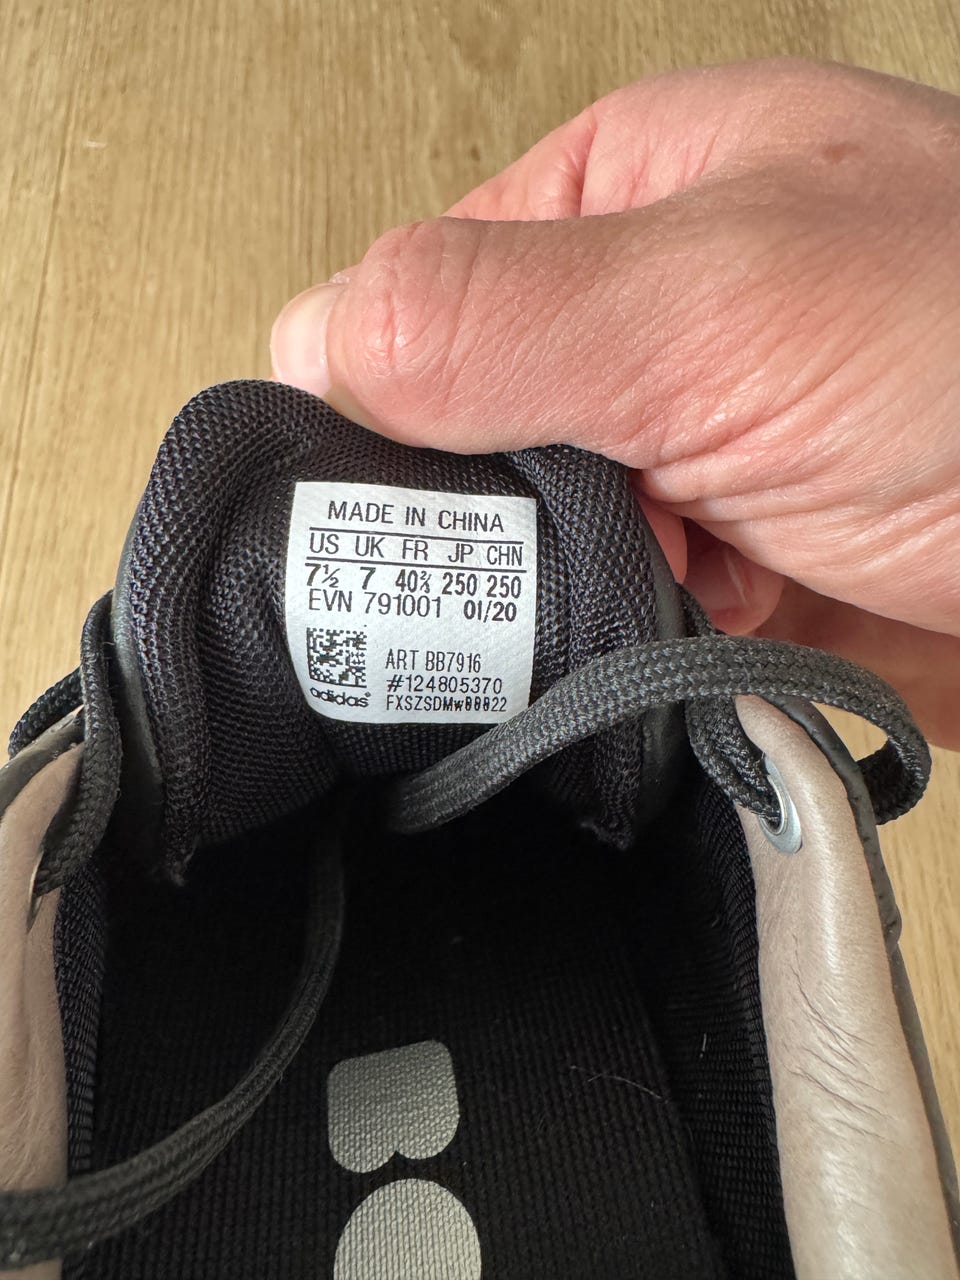 MADE IN CHINA
US UK FR JP CHN
7½ 7 40⅔ 250 250
EVN 791001 01/20
ART BB7916
#124805370
adidas®